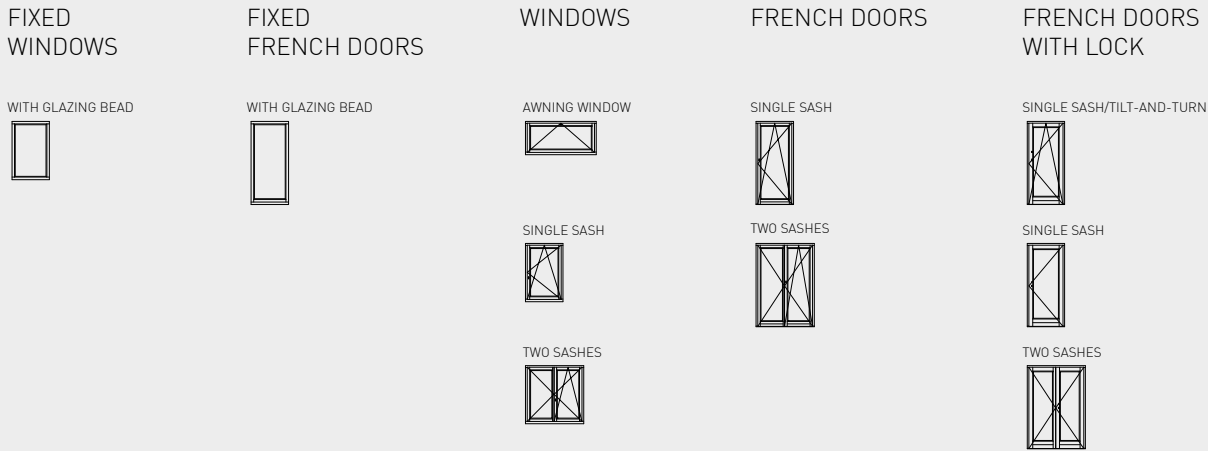 FIXED
WINDOWS
WITH GLAZING BEAD
FIXED
FRENCH DOORS
WITH GLAZING BEAD
WINDOWS
AWNING WINDOW
SINGLE SASH
TWO SASHES
FRENCH DOORS
SINGLE SASH
TWO SASHES
FRENCH DOORS
WITH LOCK
SINGLE SASH/TILT-AND-TURN
SINGLE SASH
TWO SASHES